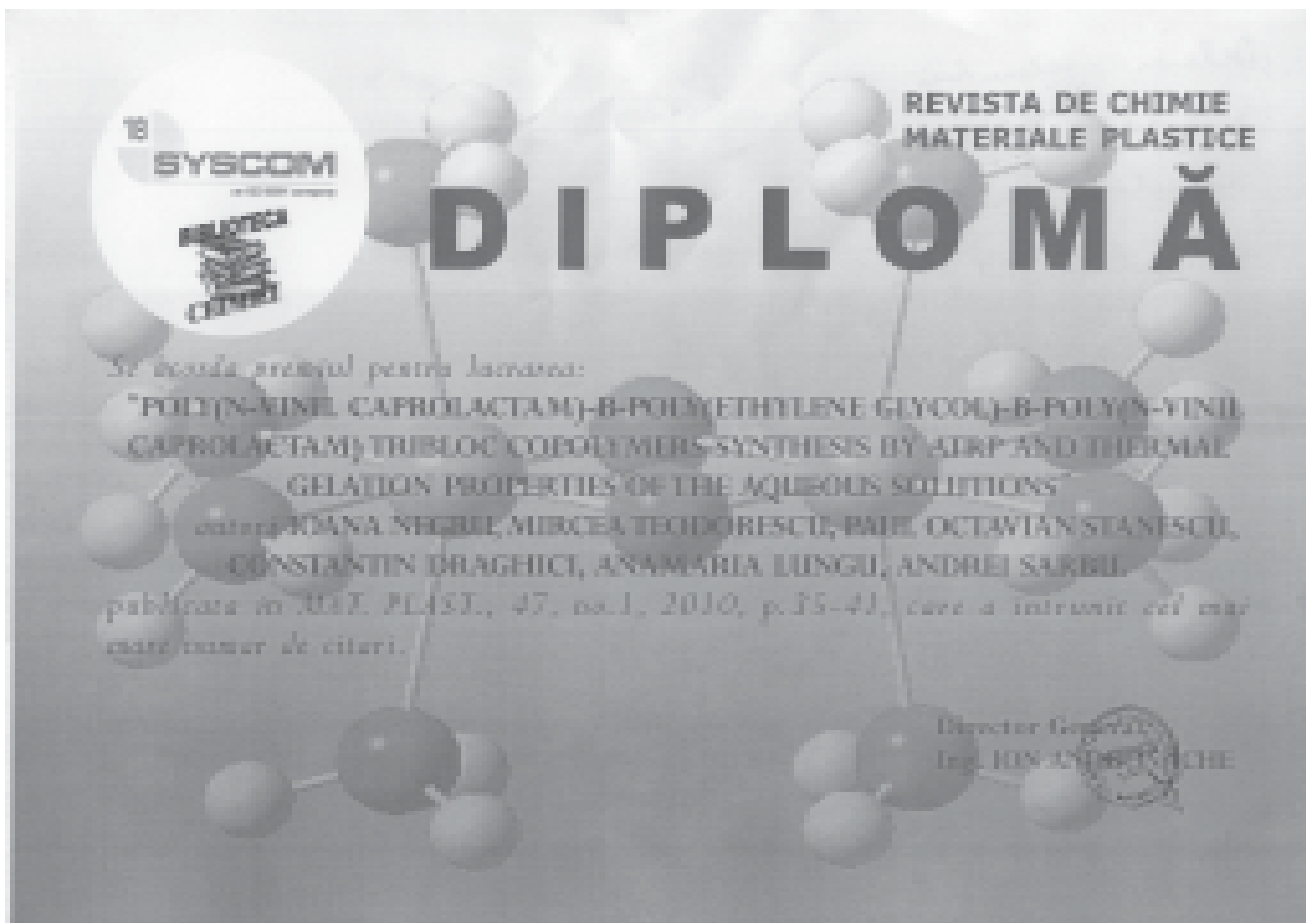 18
SYSCOM
BIBLIOTECA
CHIMIEI
REVISTA DE CHIMIE
MATERIALE PLASTICE
DIPLOMĂ
Se acorda premiul pentru lucrarea:
"POLY(N-VINIL CAPROLACTAM)-B-POLY(ETHYLENE GLYCOL)-B-POLY(N-VINIL
CAPROLACTAM) TRIBLOC COPOLYMERS SYNTHESIS BY ATRP AND THERMAL
GELATION PROPERTIES OF THE AQUEOUS SOLUTIONS"
autori IOANA NEGRU, MIRCEA TEODORESCU, PAUL OCTAVIAN STANESCU,
CONSTANTIN DRAGHICI, ANAMARIA LUNGU, ANDREI SARBU
publicata in MAT. PLAST., 47, no.1, 2010, p.35-41, care a intrunit cel mai
mare numar de citari.
Director General,
Ing. ION